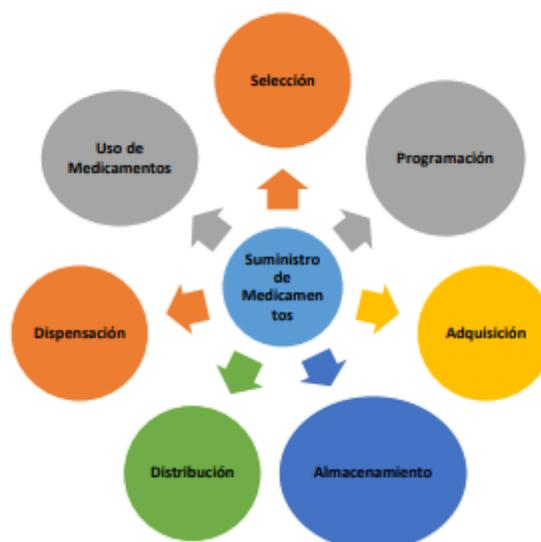 Selección
Programación
Adquisición
Almacenamiento
Distribución
Dispensación
Uso de
Medicamentos
Suministro
de
Medicamen
tos